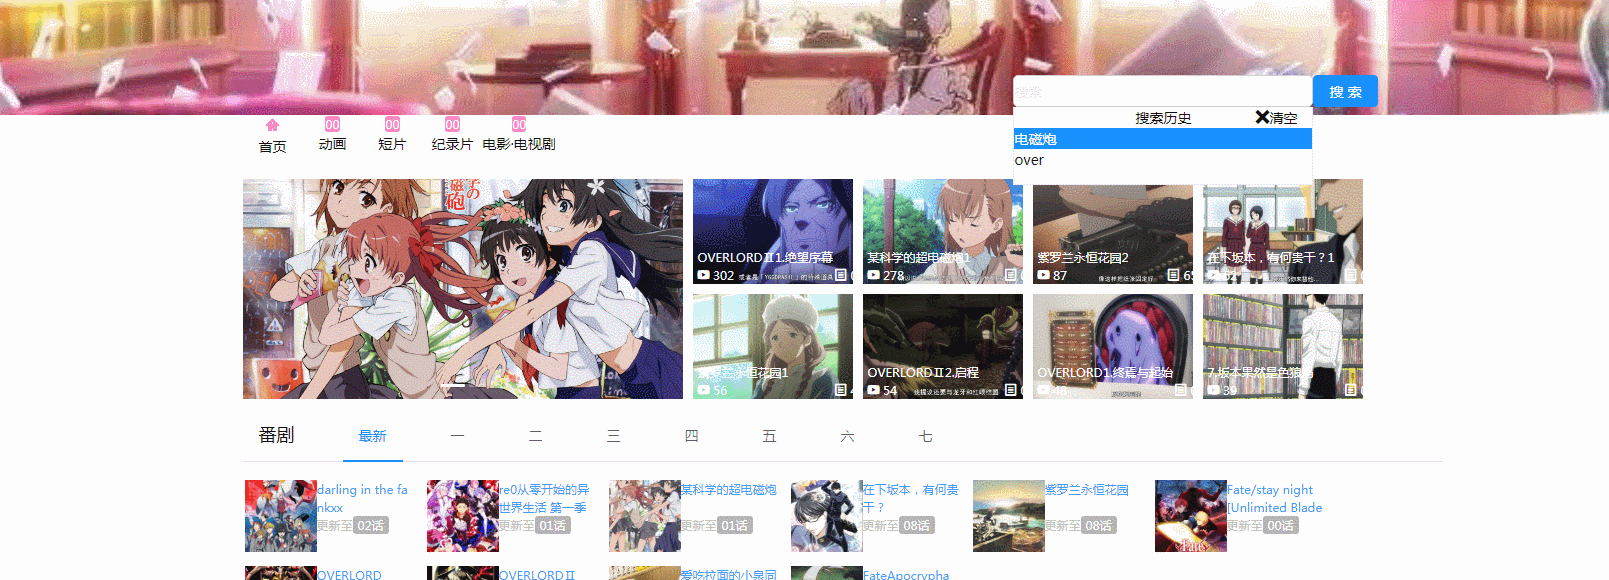 搜索
搜 索
搜索历史
清空
电磁炮
over
00
00
00
00
首页
动画
短片
纪录片
电影·电视剧
磁
砲
OVERLORDⅡ1.绝望序幕
302
某科学的超电磁炮1
278
紫罗兰永恒花园2
87
65
在下坂本，有何贵干？1
62
紫罗兰永恒花园1
56
4
OVERLORDⅡ2.启程
54
OVERLORD1.终焉与起始
48
7.坂本果然是色狼吗
39
番剧
最新
一
二
三
四
五
六
七
darling in the fa
nkxx
更新至02话
re0从零开始的异
世界生活 第一季
更新至01话
某科学的超电磁炮
更新至01话
在下坂本，有何贵
干？
更新至08话
紫罗兰永恒花园
更新至08话
Fate/stay night
[Unlimited Blade
更新至00话
OVERLORD
OVERLORDⅡ
爱吃拉面的小泉同
FateApocrypha